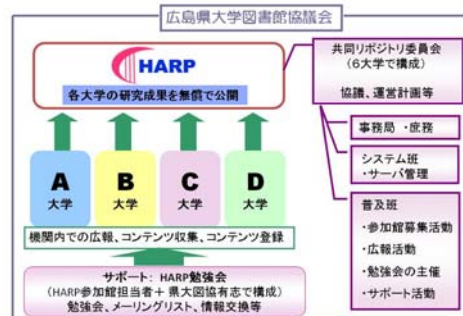 広島県大学図書館協議会
HARP
各大学の研究成果を無償で公開
A
大学
B
大学
C
大学
D
大学
機関内での広報、コンテンツ収集、コンテンツ登録
サポート: HARP勉強会
(HARP参加館担当者+県大図協有志で構成)
勉強会、メーリングリスト、情報交換等
共同リポジトリ委員会
(6大学で構成)
協議、運営計画等
事務局・庶務
システム班
・サーバ管理
普及班
・参加館募集活動
・広報活動
・勉強会の主催
・サポート活動